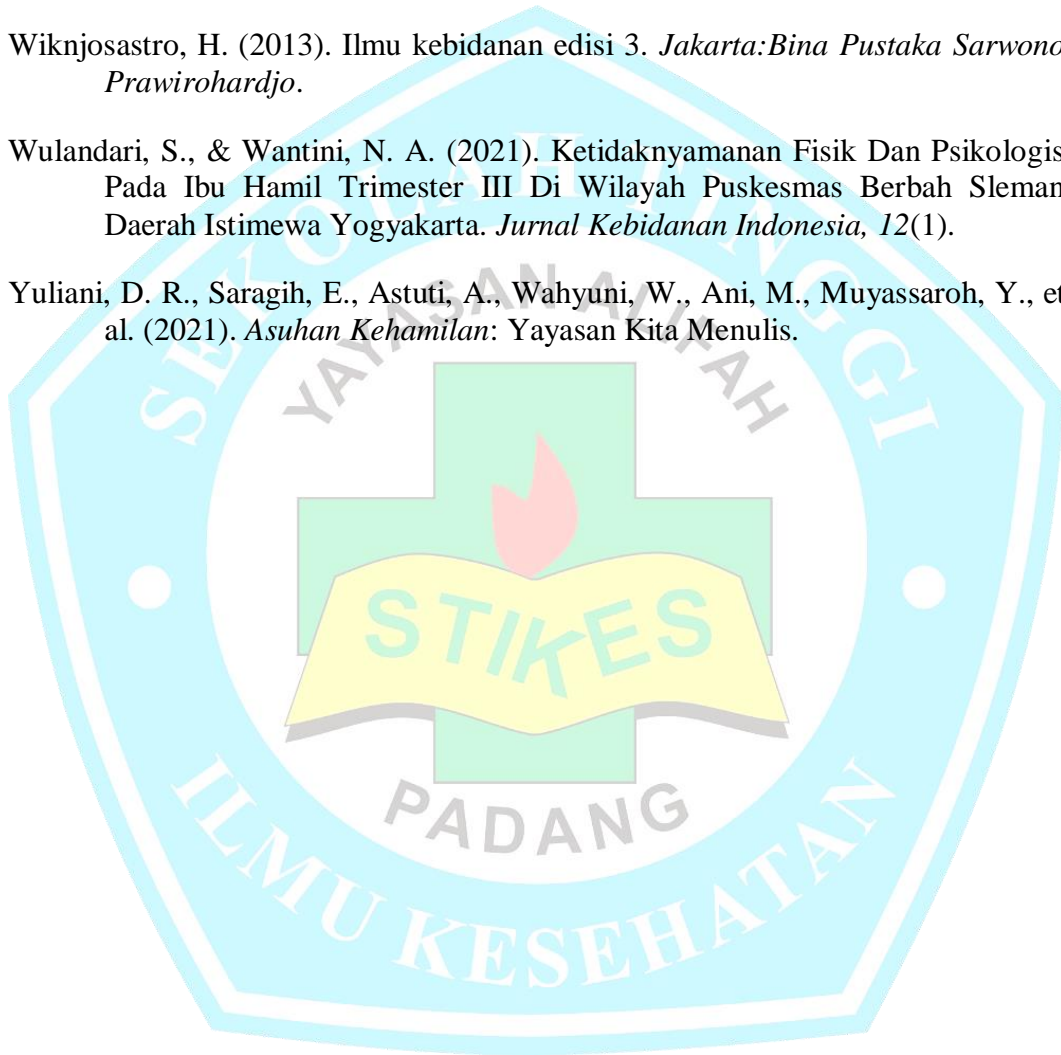 Wiknjosastro, H. (2013). Ilmu kebidanan edisi 3. Jakarta:Bina Pustaka Sarwono
Prawirohardjo.
Wulandari, S., & Wantini, N. A. (2021). Ketidaknyamanan Fisik Dan Psikologis
Pada Ibu Hamil Trimester III Di Wilayah Puskesmas Berbah Sleman
Daerah Istimewa Yogyakarta. Jurnal Kebidanan Indonesia, 12(1).
Yuliani, D. R., Saragih, E., Astuti, A., Wahyuni, W., Ani, M., Muyassaroh, Y., et
al. (2021). Asuhan Kehamilan: Yayasan Kita Menulis.
SEKOLAH TINGGI
YAYASAN ALIFAH
STIKES
PADANG
ILMU KESEHATAN